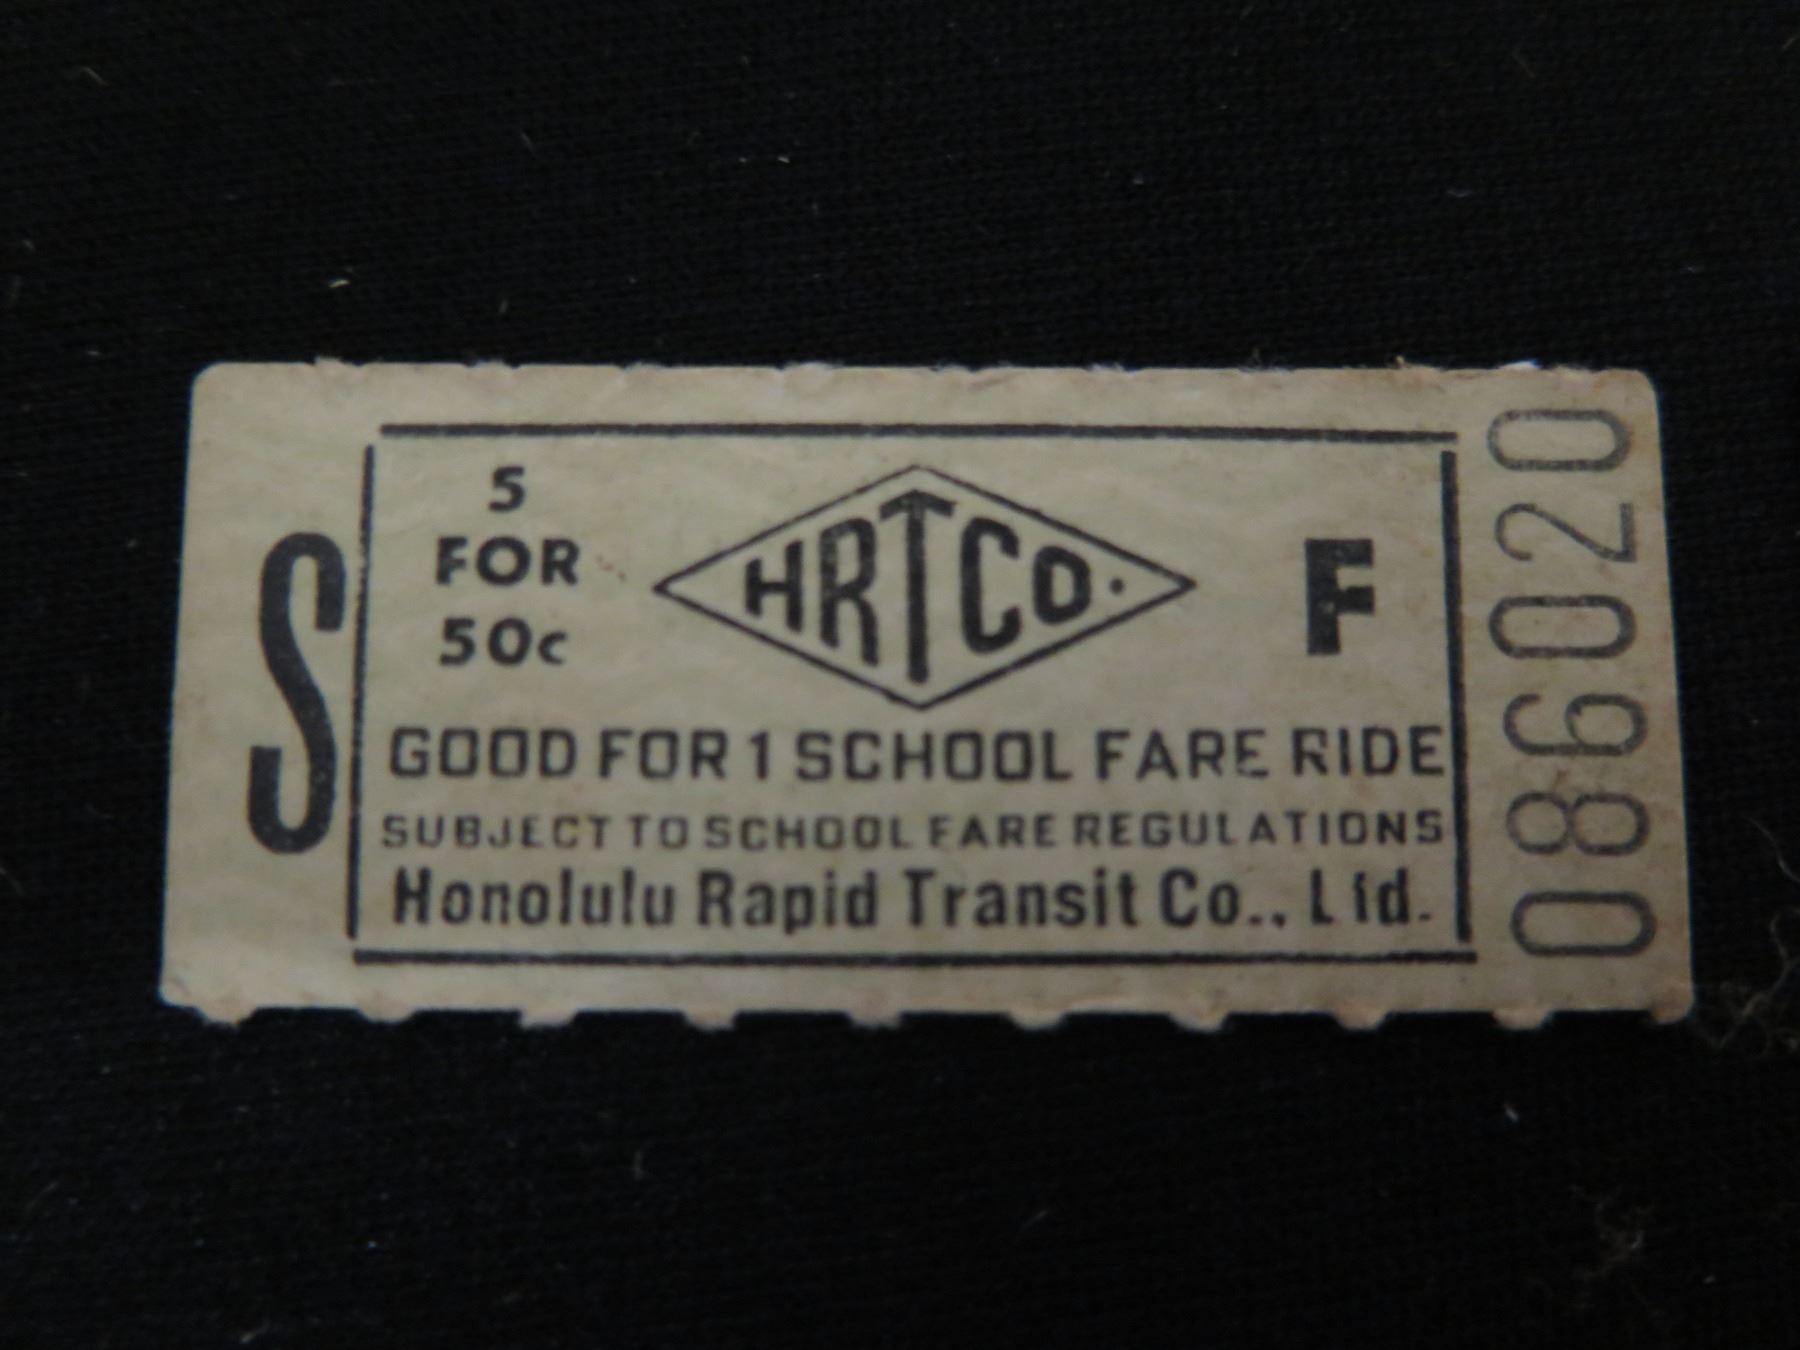 S
5
FOR
50c
HRTCO.
F
GOOD FOR 1 SCHOOL FARE RIDE
SUBJECT TO SCHOOL FARE REGULATIONS
Honolulu Rapid Transit Co., Ltd.
086020